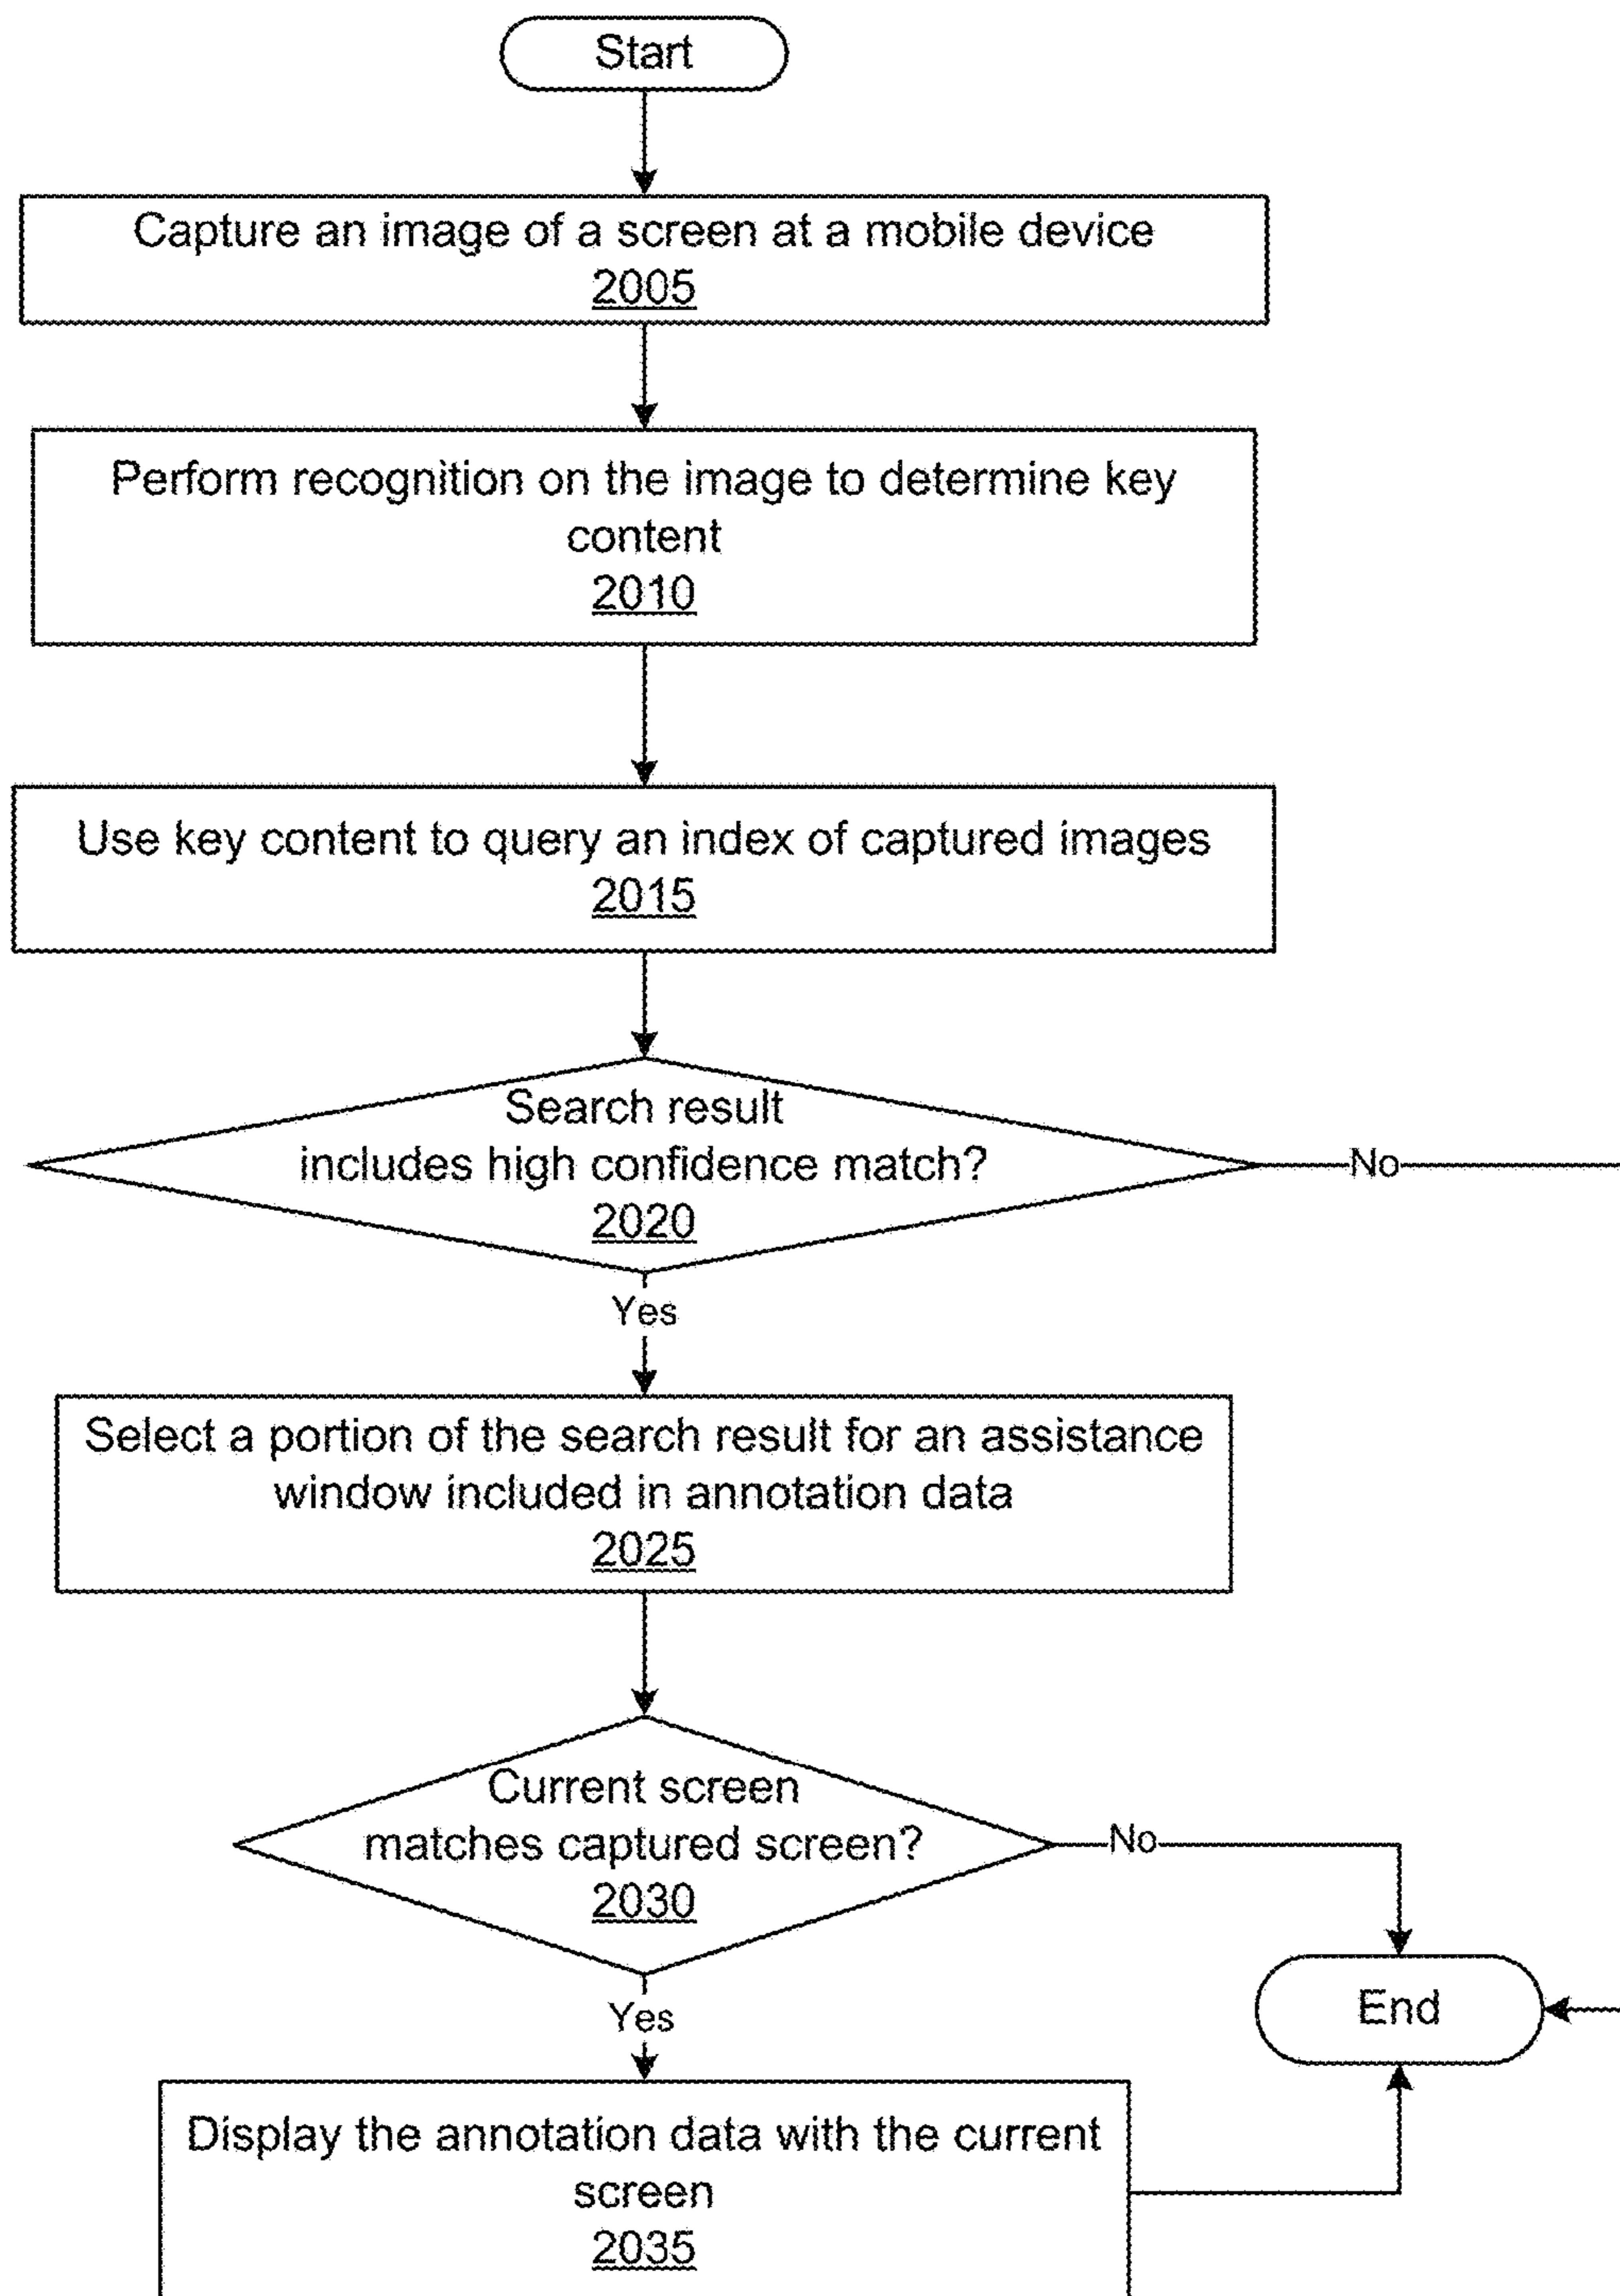 Start
Capture an image of a screen at a mobile device
2005
Perform recognition on the image to determine key
content
2010
Use key content to query an index of captured images
2015
Search result
includes high confidence match?
2020
No
Yes
Select a portion of the search result for an assistance
window included in annotation data
2025
Current screen
matches captured screen?
2030
No
Yes
End
Display the annotation data with the current
screen
2035